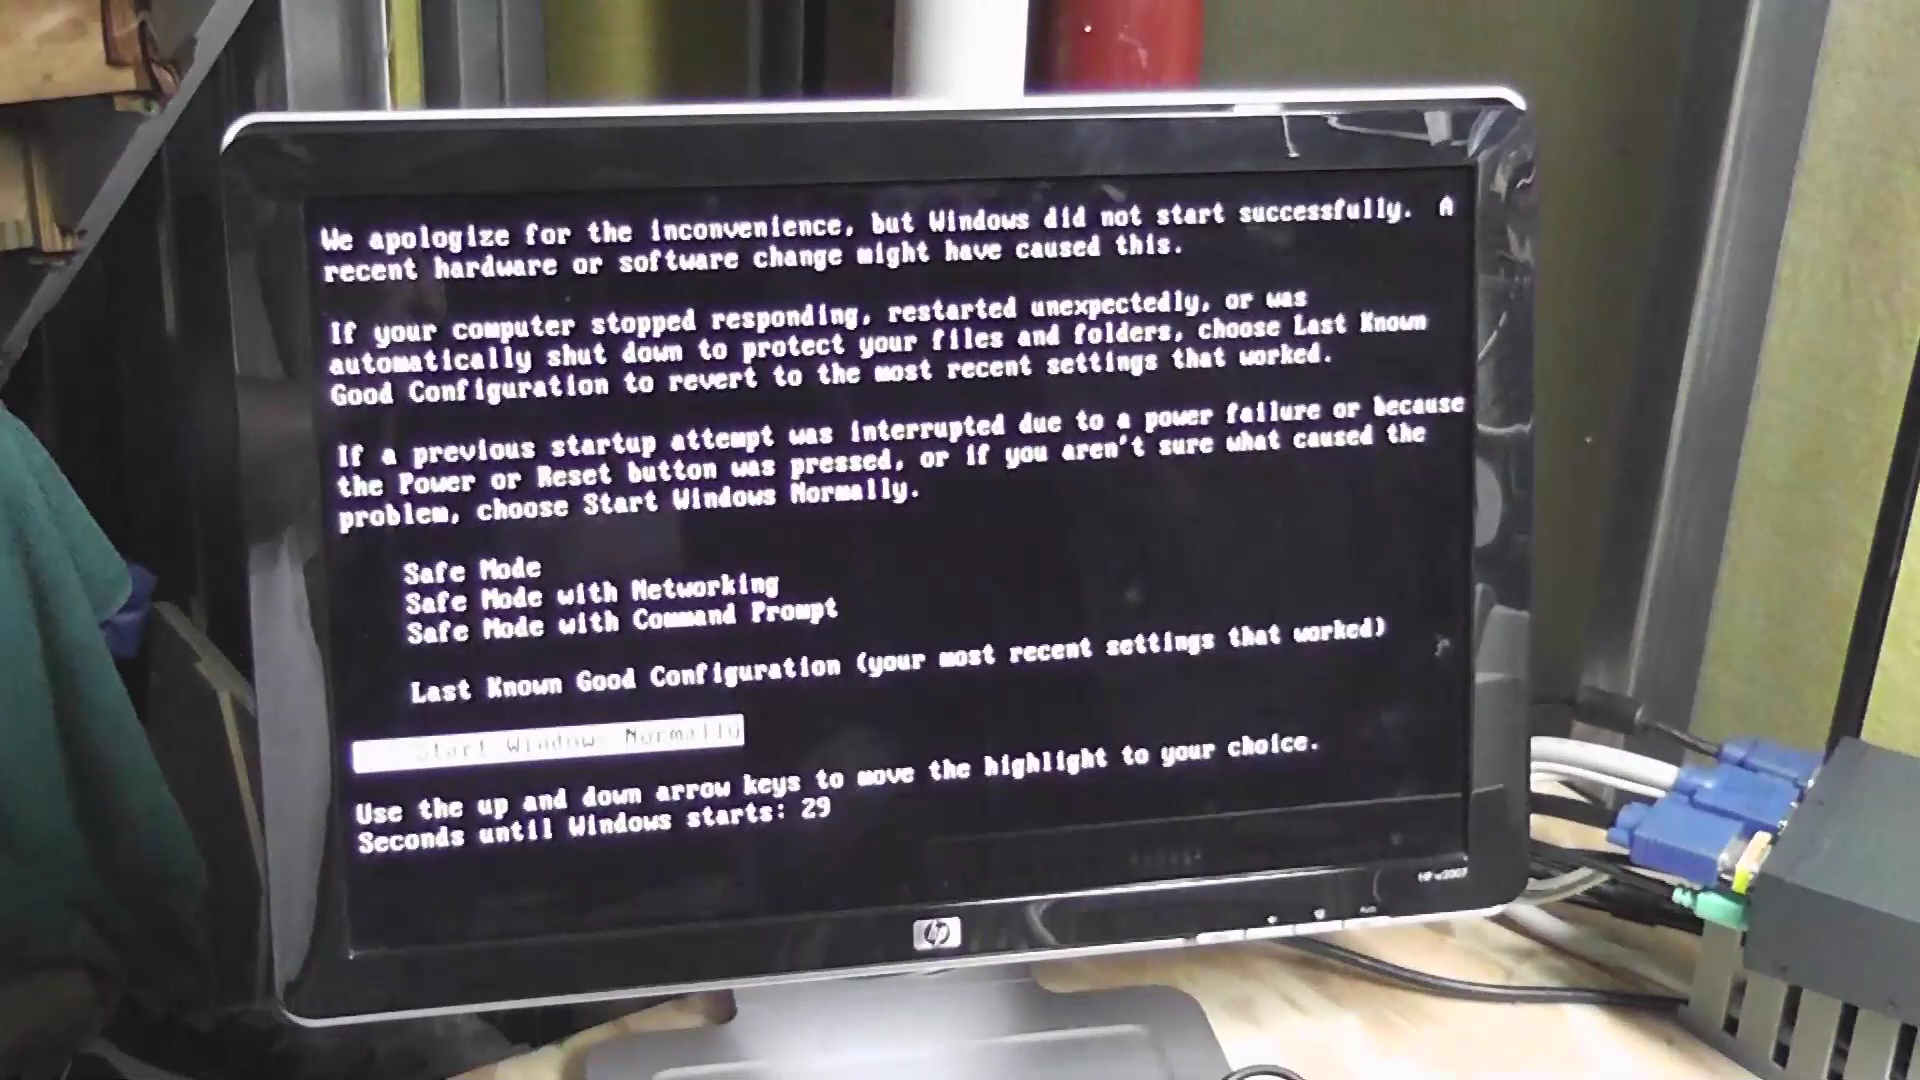 We apologize for the inconvenience, but Windows did not start successfully. A
recent hardware or software change might have caused this.
If your computer stopped responding, restarted unexpectedly, or was
automatically shut down to protect your files and folders, choose Last Known
Good Configuration to revert to the most recent settings that worked.
If a previous startup attempt was interrupted due to a power failure or because
the Power or Reset button was pressed, or if you aren't sure what caused the
problem, choose Start Windows Normally.
Safe Mode
Safe Mode with Networking
Safe Mode with Command Prompt
Last Known Good Configuration (your most recent settings that worked)
Start Windows Normally
Use the up and down arrow keys to move the highlight to your choice.
Seconds until Windows starts: 29
hp